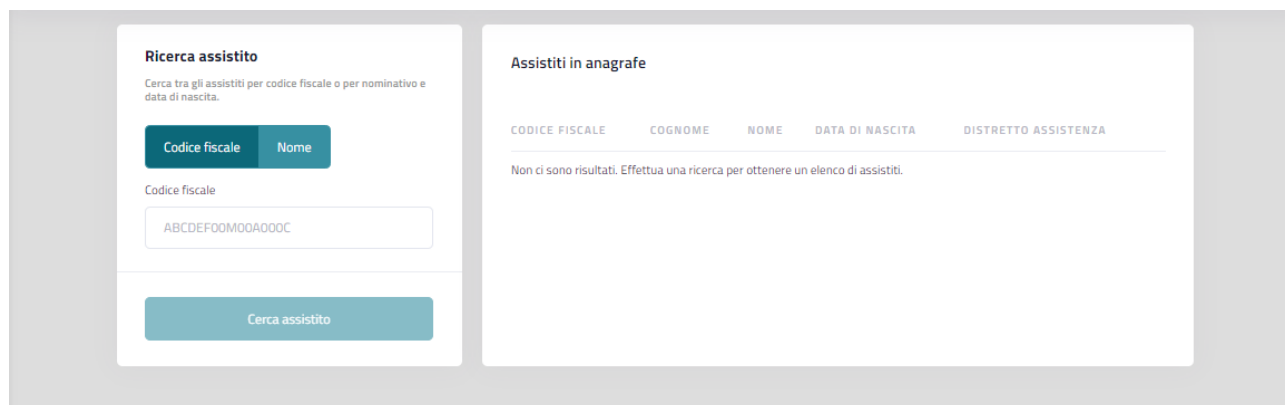 Ricerca assistito
Cerca tra gli assistiti per codice fiscale o per nominativo e
data di nascita.
Codice fiscale Nome
Codice fiscale
ABCDEF00M00A000C
Cerca assistito
Assistiti in anagrafe
CODICE FISCALE COGNOME NOME DATA DI NASCITA DISTRETTO ASSISTENZA
Non ci sono risultati. Effettua una ricerca per ottenere un elenco di assistiti.